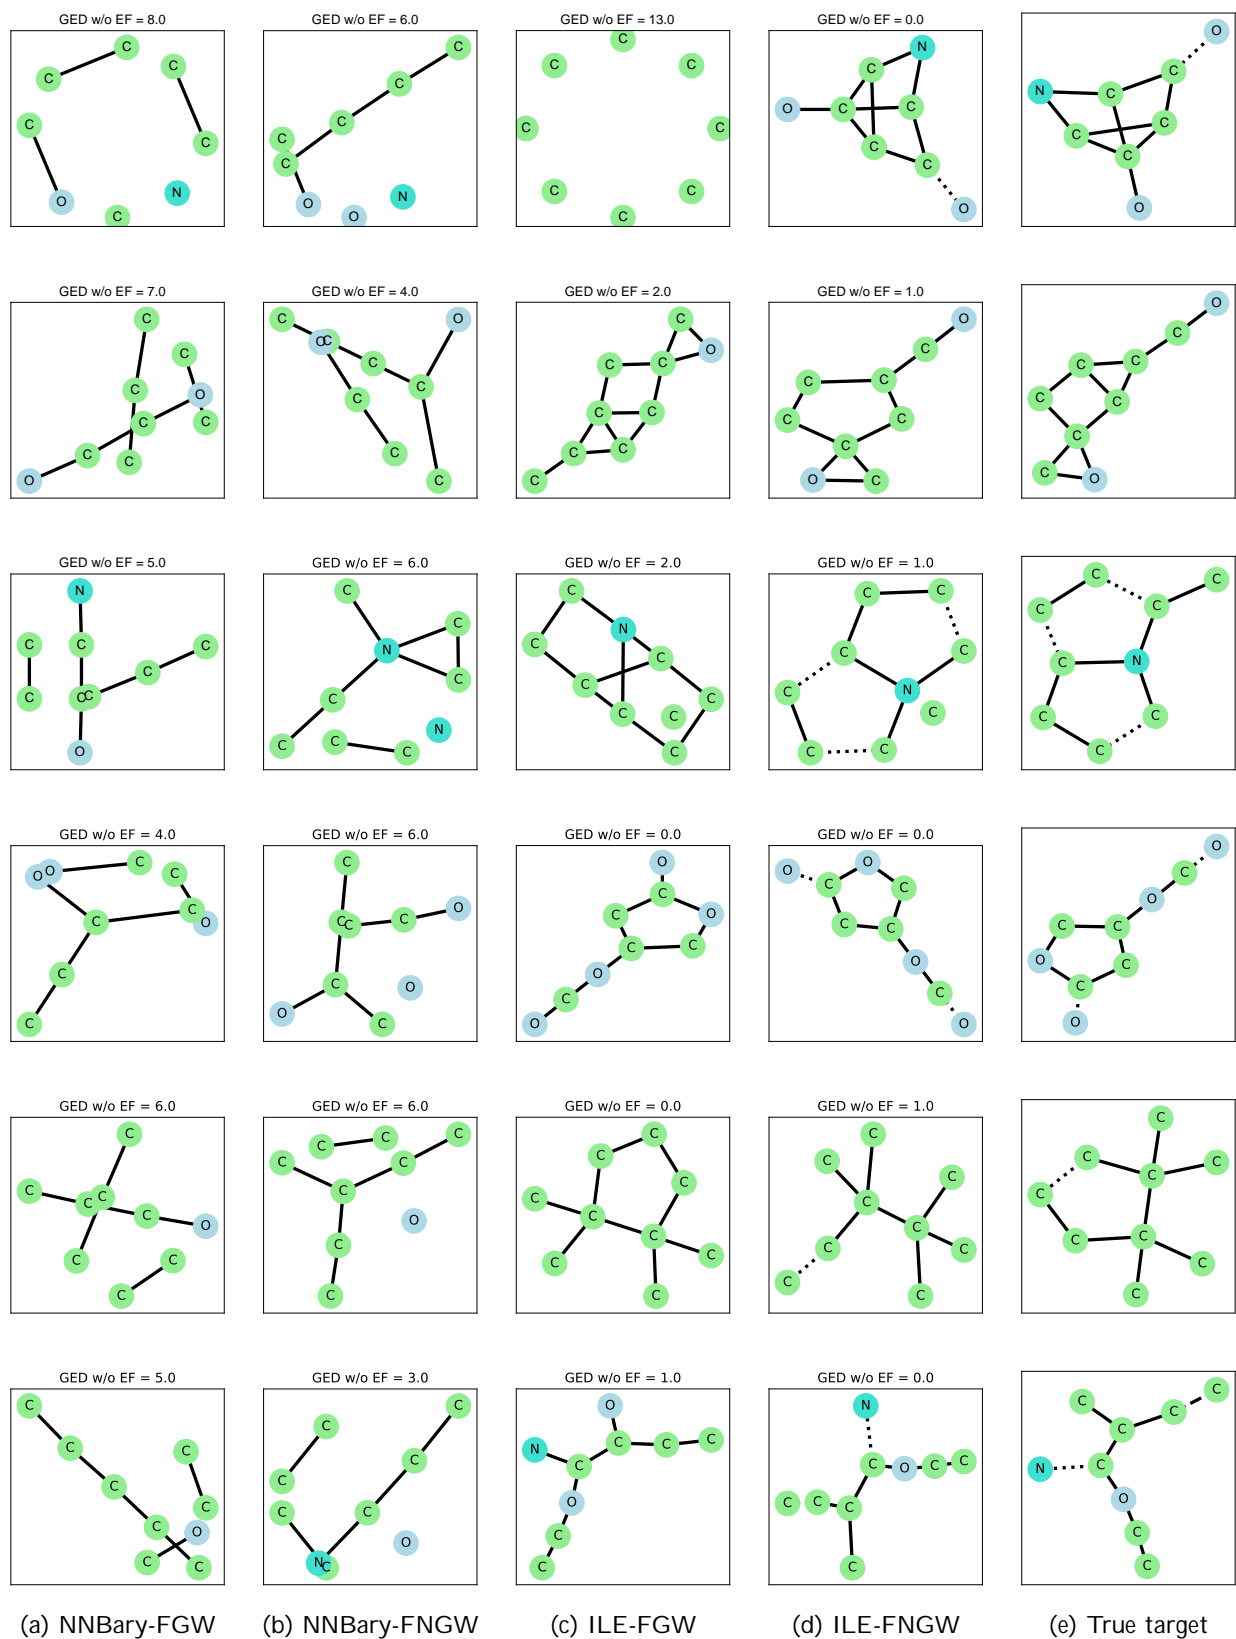 GED w/o EF = 8.0
C C C C C O N C
GED w/o EF = 6.0
C C C C C O N O
GED w/o EF = 13.0
C C C C C C C C
GED w/o EF = 0.0
N C O C C C C O
O C N C C C C O
GED w/o EF = 7.0
C C C O C C C C O
GED w/o EF = 4.0
C O C O C C C C C
GED w/o EF = 2.0
C O C C C C C C C
GED w/o EF = 1.0
O C C C C C C O C
O C C C C C C C O
GED w/o EF = 5.0
N C C C C C C C O
GED w/o EF = 6.0
C C N C C C N C C
GED w/o EF = 2.0
C N C C C C C C C
GED w/o EF = 1.0
C C C C N C C C C
C C C C N C C C C
GED w/o EF = 4.0
C O C O C O C C C
GED w/o EF = 6.0
C O C C C C O O C
GED w/o EF = 0.0
O C O C C C O C O
GED w/o EF = 0.0
O O C C C C O C O
O C O C C O C C O
GED w/o EF = 6.0
C C C C C O C C C
GED w/o EF = 6.0
C C C C C C O C C
GED w/o EF = 0.0
C C C C C C C C C
GED w/o EF = 1.0
C C C C C C C C C
C C C C C C C C C
GED w/o EF = 5.0
C C C C C C O C C
GED w/o EF = 3.0
C C C C C C O N C
GED w/o EF = 1.0
O C C C N C O C C
GED w/o EF = 0.0
N C C O C C C C C
C C C C C N O C C
(a) NNBary-FGW
(b) NNBary-FNGW
(c) ILE-FGW
(d) ILE-FNGW
(e) True target